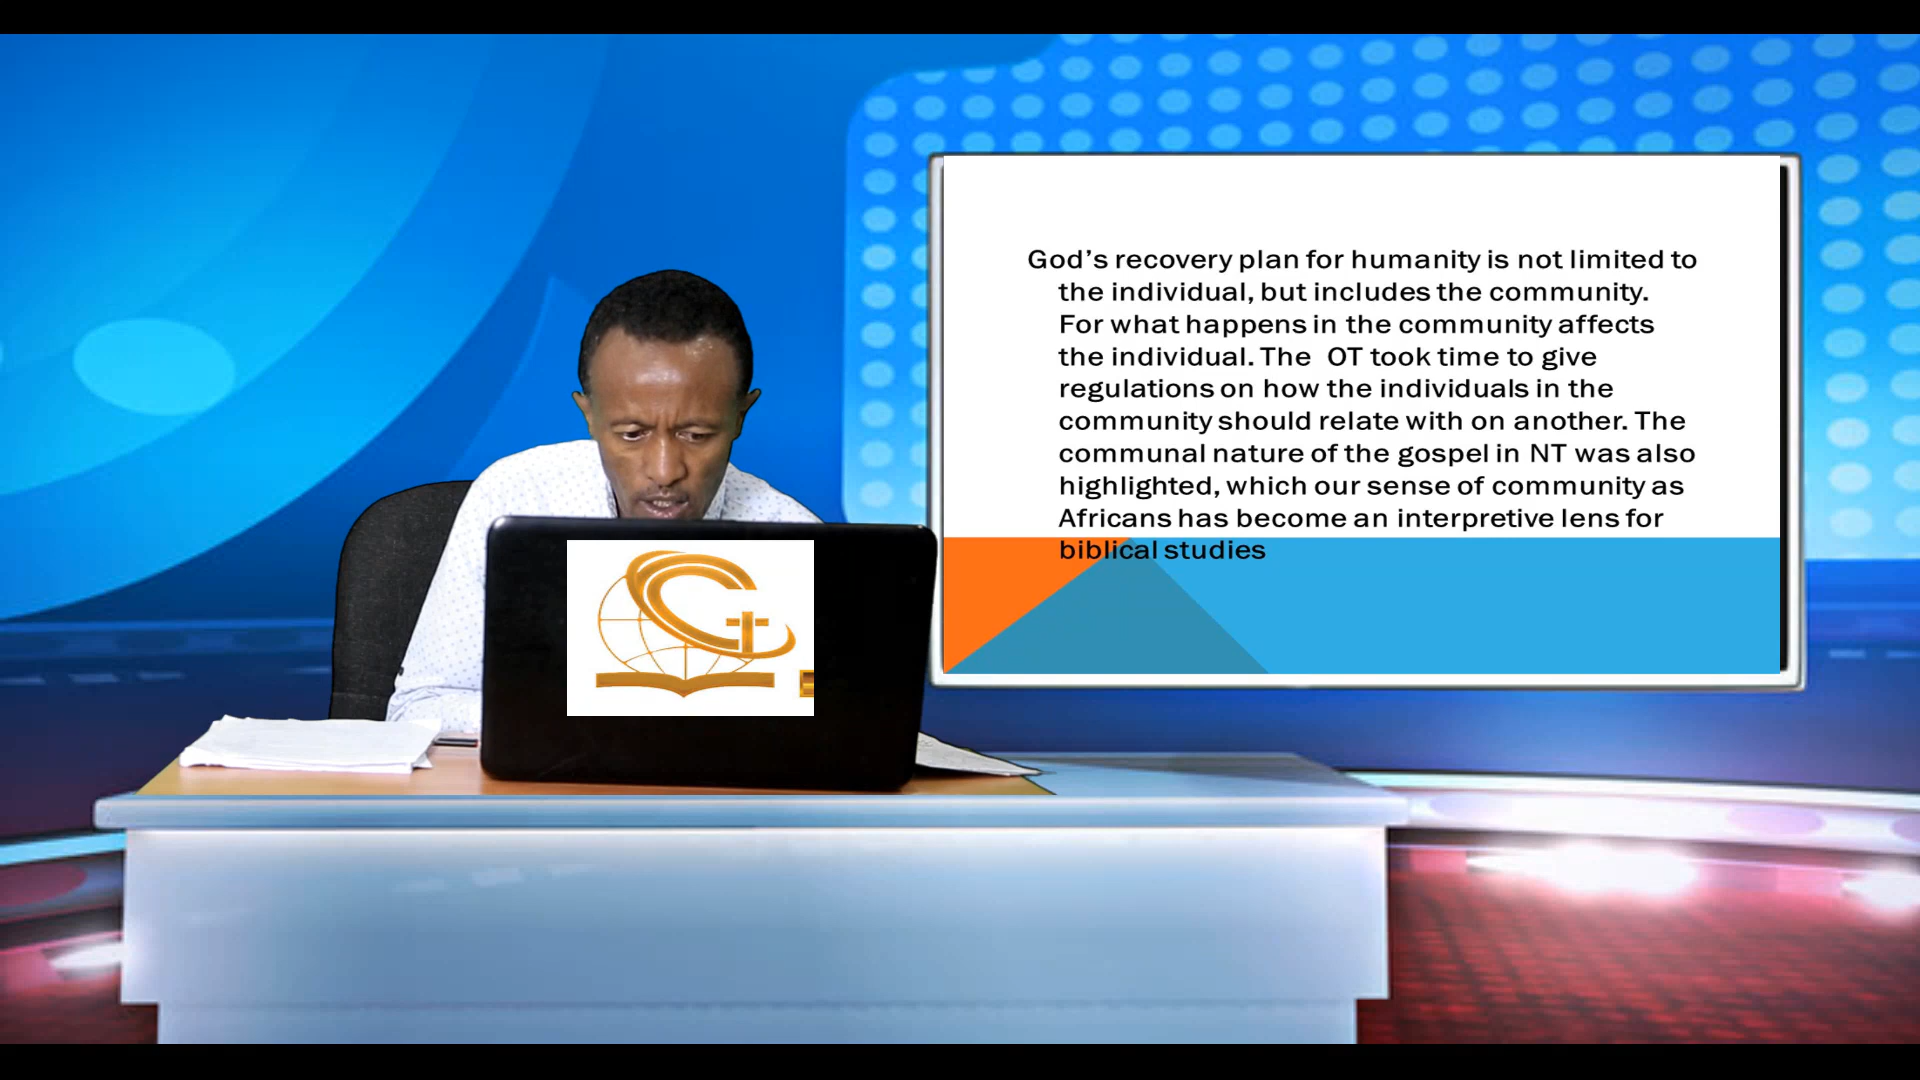 God’s recovery plan for humanity is not limited to
the individual, but includes the community.
For what happens in the community affects
the individual. The  OT took time to give
regulations on how the individuals in the
community should relate with on another. The
communal nature of the gospel in NT was also
highlighted, which our sense of community as
Africans has become an interpretive lens for
biblical studies